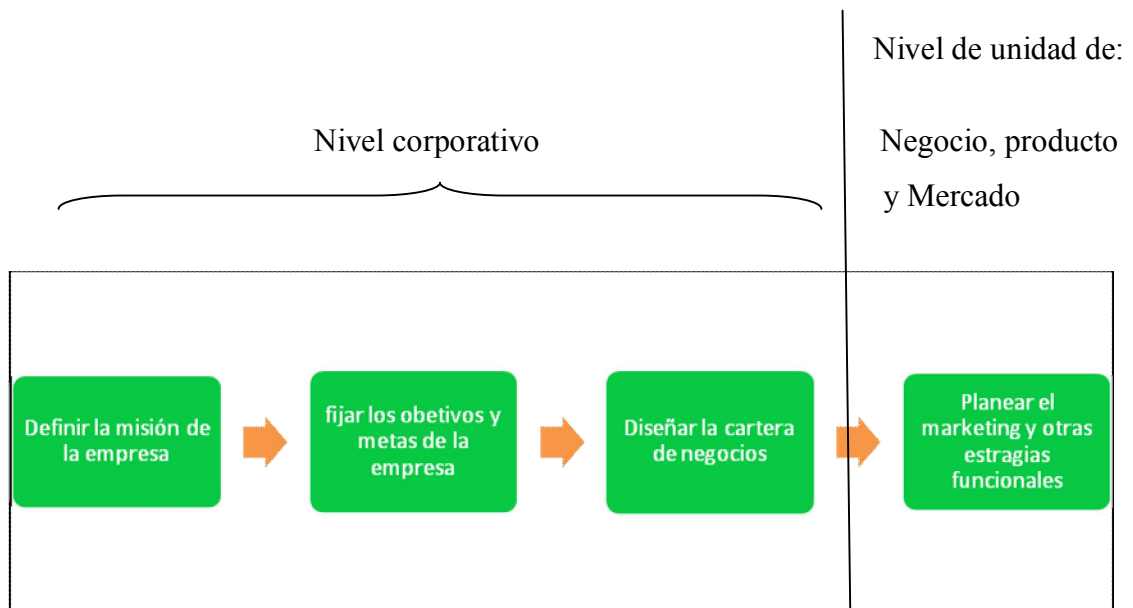 Nivel de unidad de:
Nivel corporativo
Negocio, producto
y Mercado
Definir la misión de
la empresa
fijar los obetivos y
metas de la
empresa
Diseñar la cartera
de negocios
Planear el
marketing y otras
estragias
funcionales